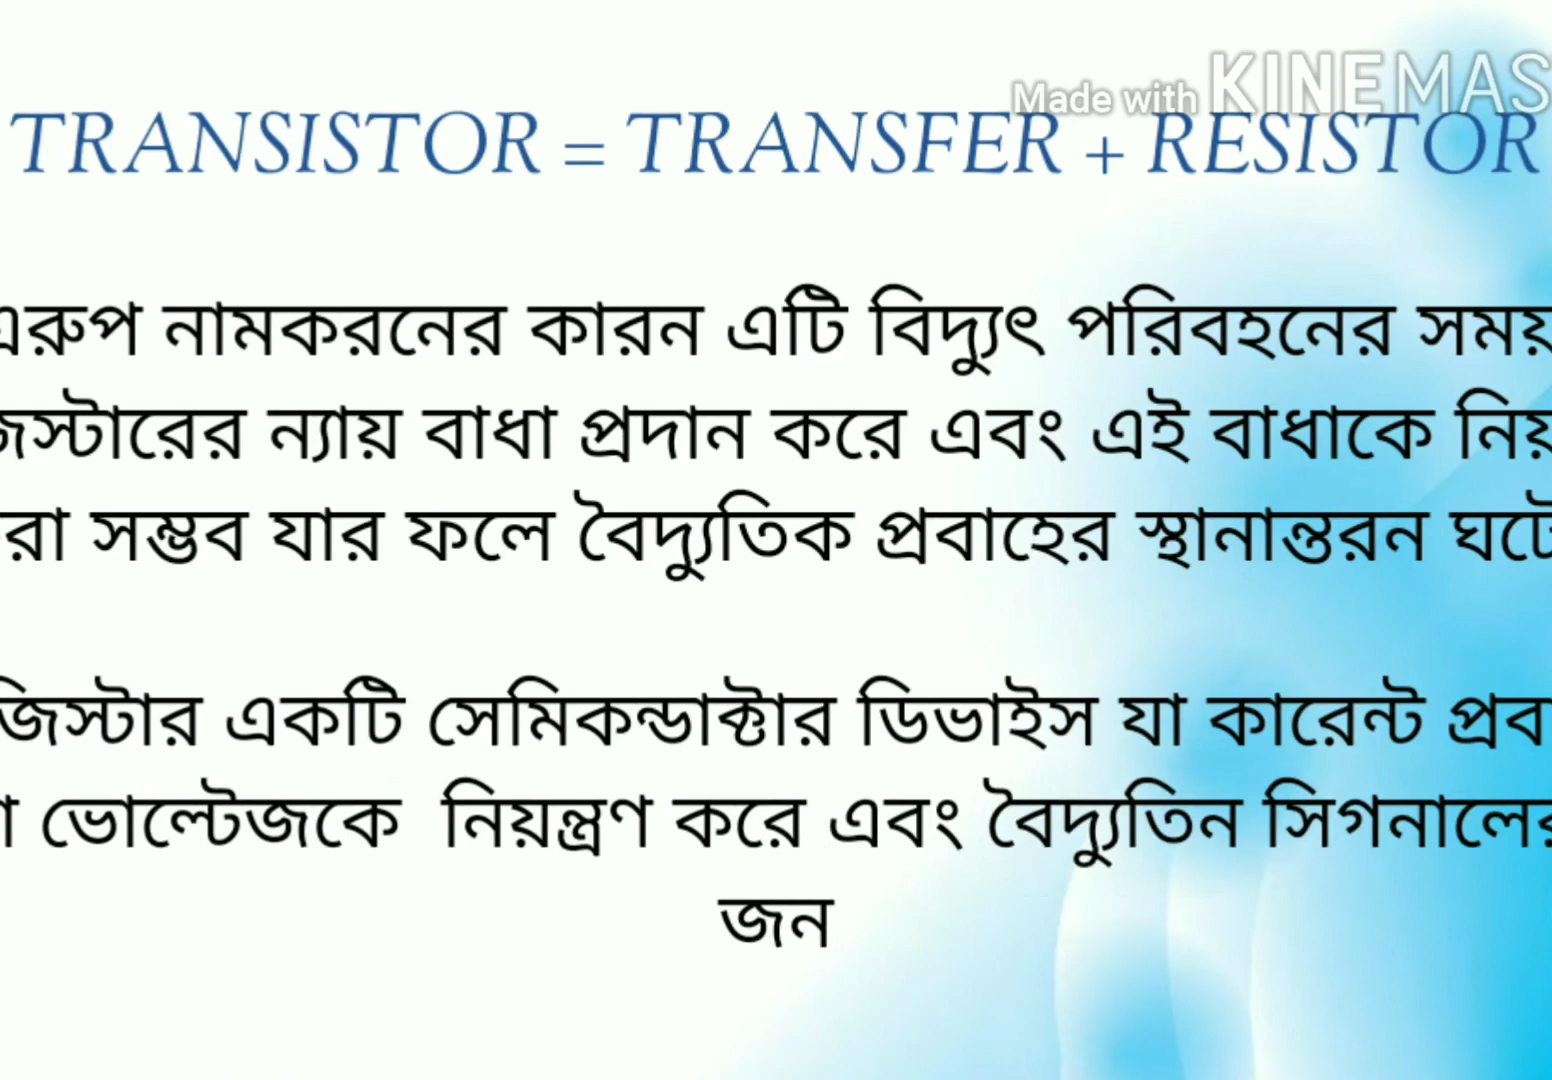 Made with KINEMAS
TRANSISTOR = TRANSFER + RESISTOR
এরুপ নামকরনের কারন এটি বিদ্যুৎ পরিবহনের সময়
জিস্টারের ন্যায় বাধা প্রদান করে এবং এই বাধাকে নিয়
রা সম্ভব যার ফলে বৈদ্যুতিক প্রবাহের স্থানান্তরন ঘটে
জিস্টার একটি সেমিকন্ডাক্টার ডিভাইস যা কারেন্ট প্রবা
ভোল্টেজকে নিয়ন্ত্রণ করে এবং বৈদ্যুতিন সিগনালের
জন